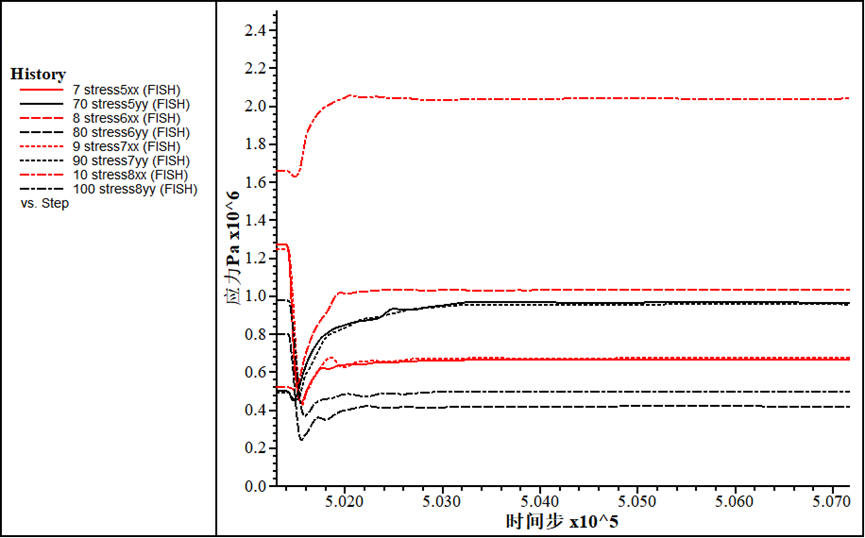 History
7 stress5xx (FISH)
70 stress5yy (FISH)
8 stress6xx (FISH)
80 stress6yy (FISH)
9 stress7xx (FISH)
90 stress7yy (FISH)
10 stress8xx (FISH)
100 stress8yy (FISH)
vs. Step
应力Pa x10^6
2.4
2.2
2.0
1.8
1.6
1.4
1.2
1.0
0.8
0.6
0.4
0.2
0.0
5.020 5.030 5.040 5.050 5.060 5.070
时间步 x10^5